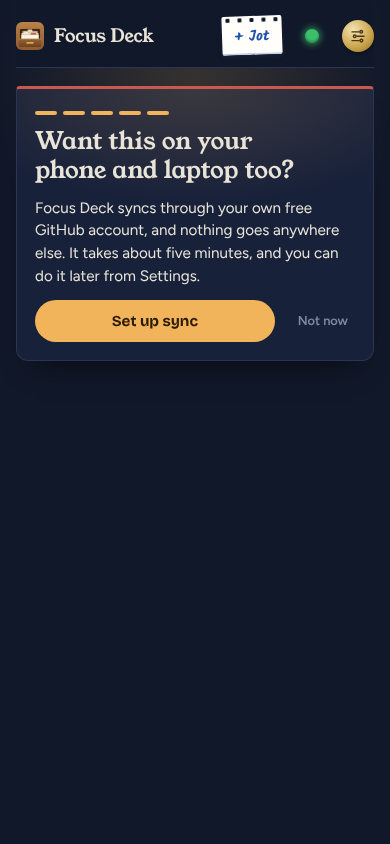 Focus Deck
+ Jot
Want this on your
phone and laptop too?
Focus Deck syncs through your own free
GitHub account, and nothing goes anywhere
else. It takes about five minutes, and you can
do it later from Settings.
Set up sync
Not now